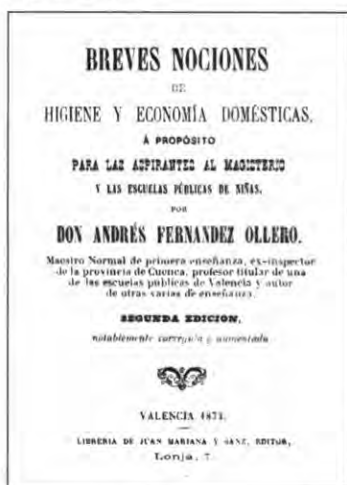 BREVES NOCIONES
DE
HIGIENE Y ECONOMÍA DOMÉSTICAS,
Á PROPÓSITO
PARA LAS ASPIRANTES AL MAGISTERIO
Y LAS ESCUELAS PÚBLICAS DE NIÑAS,
POR
DON ANDRÉS FERNANDEZ OLLERO.
Maestro Normal de primera enseñanza, ex-inspector
de la provincia de Cuenca, profesor titular de una
de las escuelas públicas de Valencia y autor
de otras varias de enseñanza.
SEGUNDA EDICION,
notablemente corregida y aumentada
VALENCIA 1873.
LIBRERIA DE JUAN MARIANA Y SANZ, EDITOR,
Lonja, 7